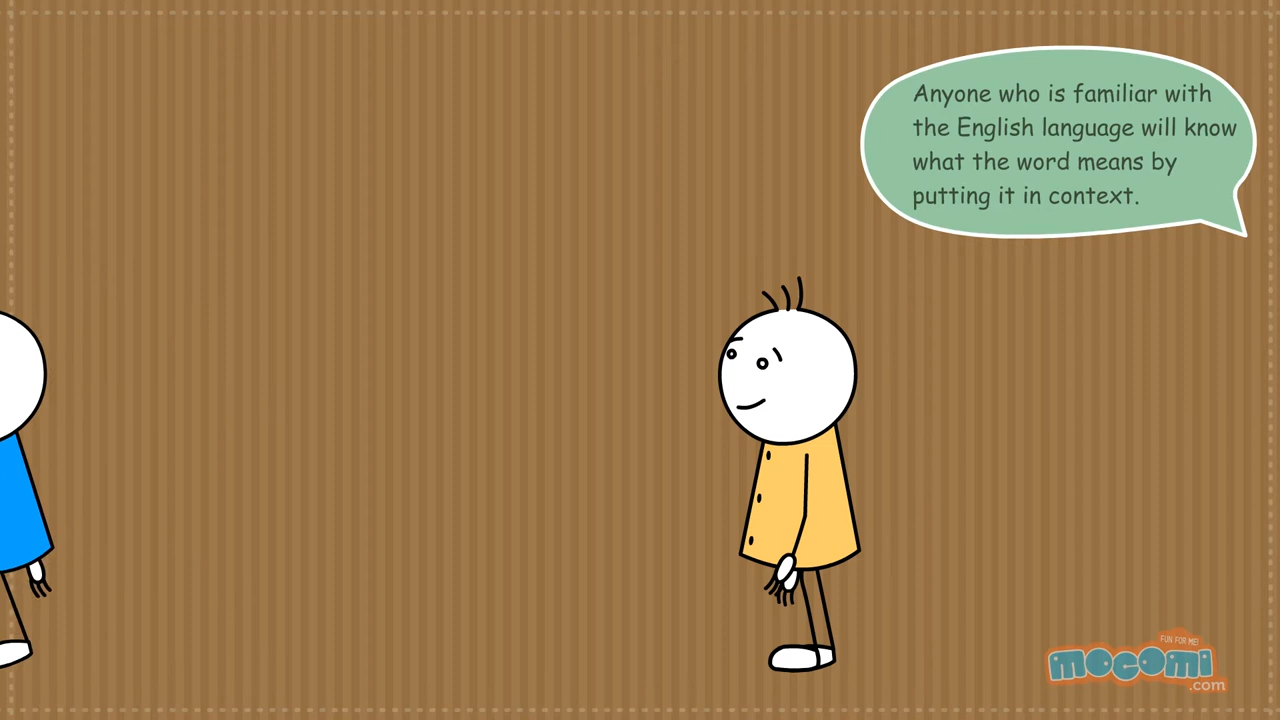 Anyone who is familiar with
the English language will know
what the word means by
putting it in context.
FUN FOR ME!
mocomi
.com